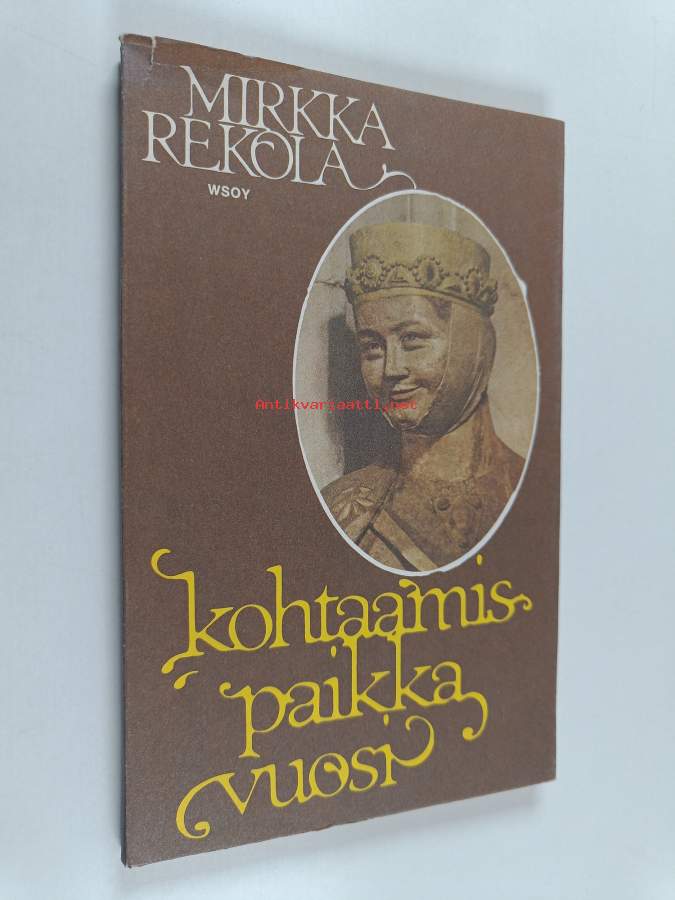 MIRKKA
REKOLA
WSOY
Antikvariaatti.net
kohtaamis
paikka
vuosi